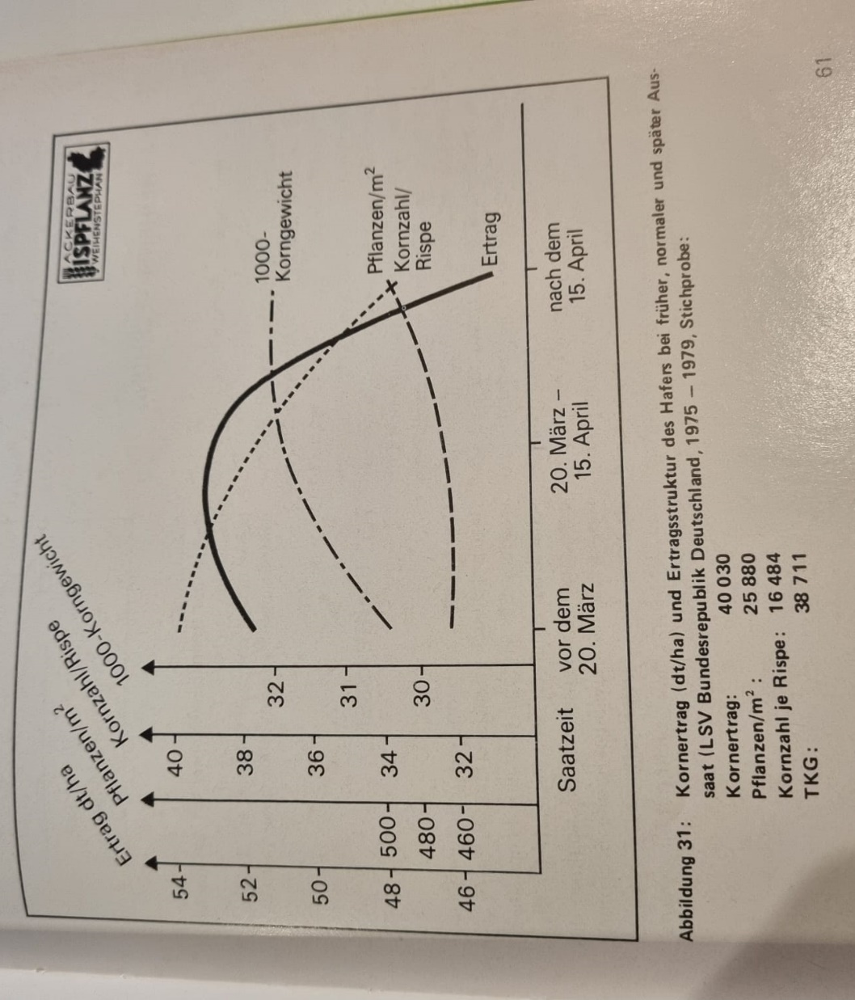 ACKERBAU
ISPFLANZ
WEIHENSTEPHAN
Ertrag dt/ha
Pflanzen/m²
Kornzahl/Rispe
1000-Korngewicht
54
52
50
48
46
500
480
460
40
38
36
34
32
32
31
30
1000-
Korngewicht
Pflanzen/m²
Kornzahl/
Rispe
Ertrag
Saatzeit
vor dem
20. März
20. März –
15. April
nach dem
15. April
Abbildung 31: Kornertrag (dt/ha) und Ertragsstruktur des Hafers bei früher, normaler und später Aus-
saat (LSV Bundesrepublik Deutschland, 1975 – 1979, Stichprobe:
Kornertrag: 40 030
Pflanzen/m² : 25 880
Kornzahl je Rispe: 16 484
TKG: 38 711
61